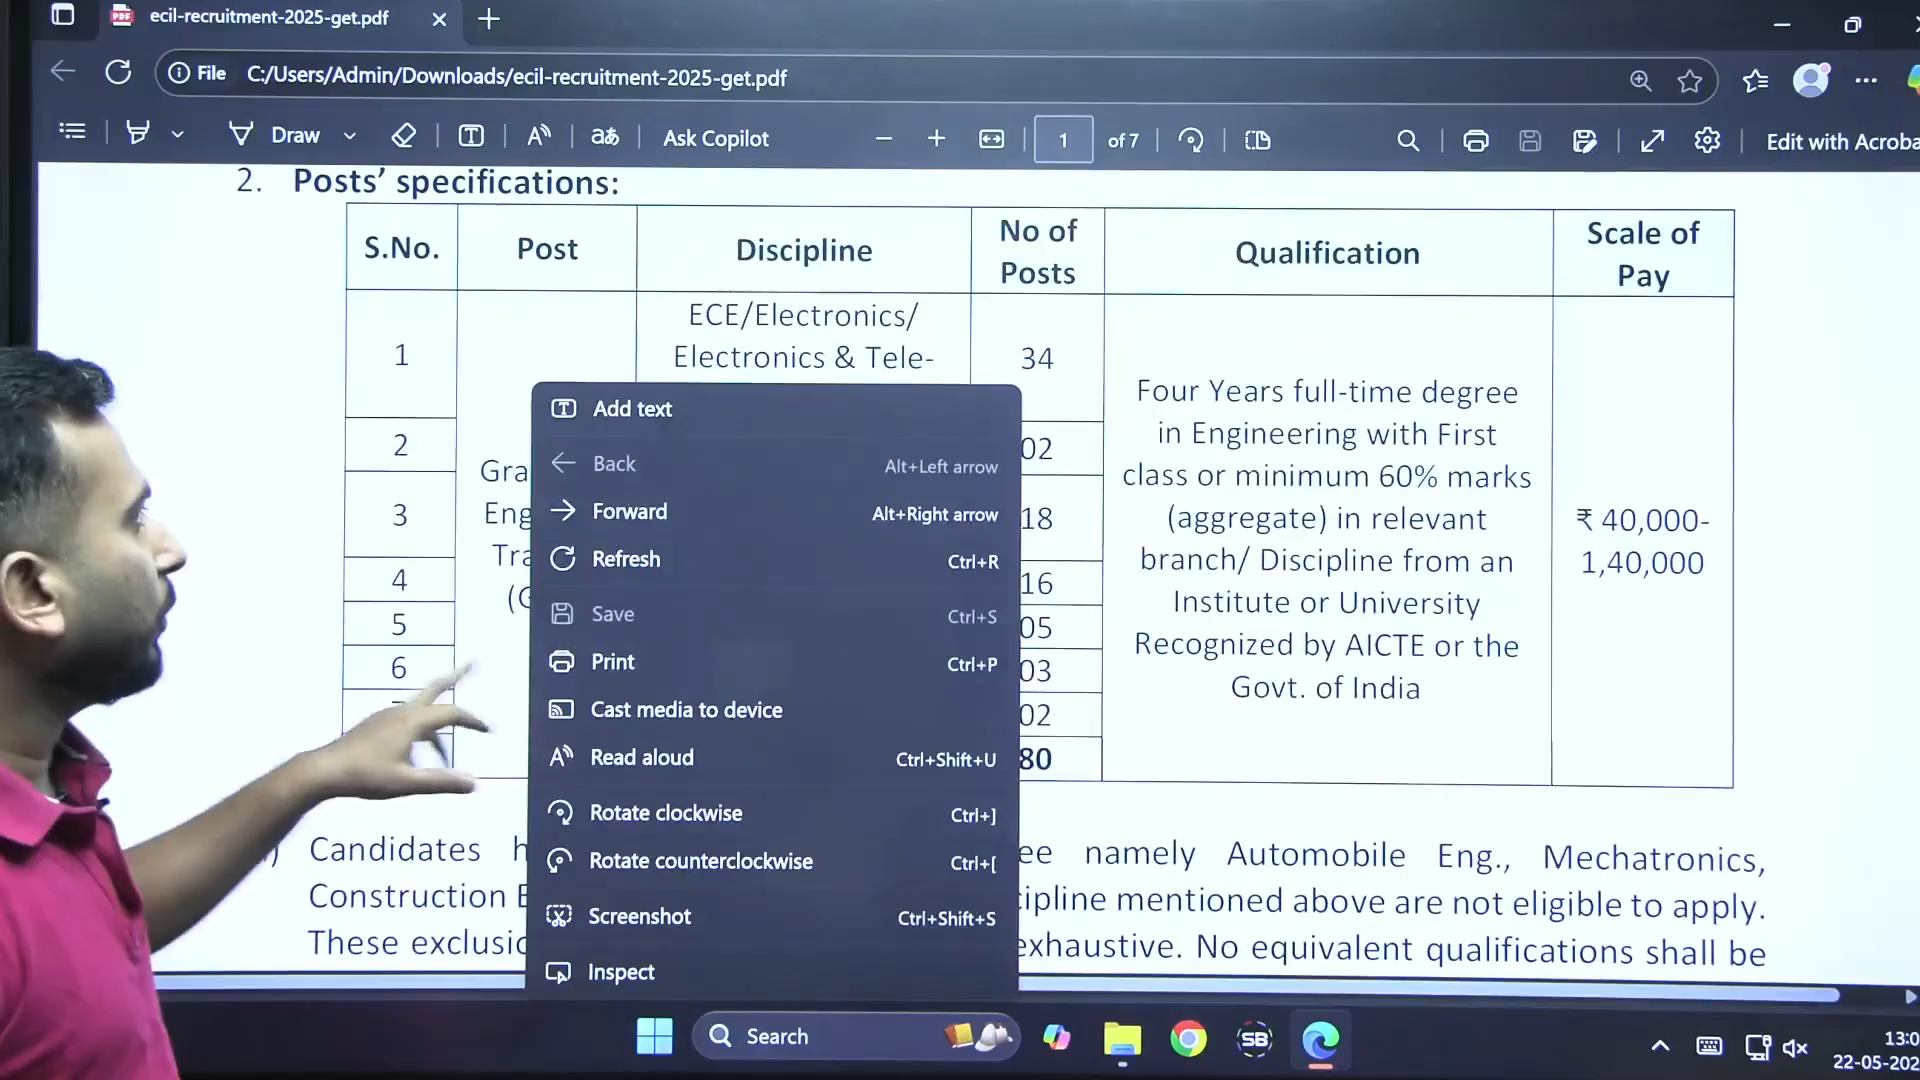 ecil-recruitment-2025-get.pdf
File C:/Users/Admin/Downloads/ecil-recruitment-2025-get.pdf
Draw
Ask Copilot
1 of 7
Edit with Acroba
2. Posts' specifications:
S.No. Post Discipline No of Posts Qualification Scale of Pay
1
ECE/Electronics/
Electronics & Tele-
34
2
02
3
18
4
16
5
05
6
03
02
80
Gra
Eng
Tra
(G
Four Years full-time degree
in Engineering with First
class or minimum 60% marks
(aggregate) in relevant
branch/ Discipline from an
Institute or University
Recognized by AICTE or the
Govt. of India
₹ 40,000-
1,40,000
Add text
Back Alt+Left arrow
Forward Alt+Right arrow
Refresh Ctrl+R
Save Ctrl+S
Print Ctrl+P
Cast media to device
Read aloud Ctrl+Shift+U
Rotate clockwise Ctrl+]
Rotate counterclockwise Ctrl+[
Screenshot Ctrl+Shift+S
Inspect
Candidates h ee namely Automobile Eng., Mechatronics,
Construction E cipline mentioned above are not eligible to apply.
These exclusio exhaustive. No equivalent qualifications shall be
Search
SB
13:0
22-05-202